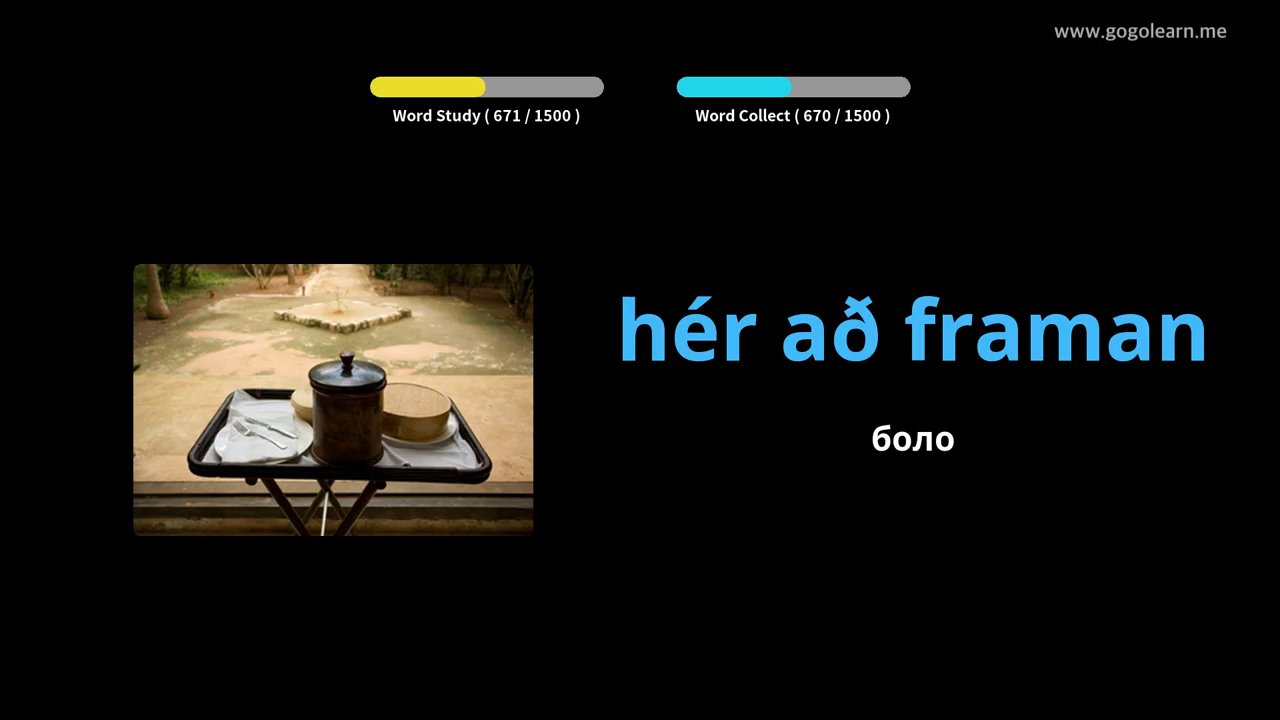 www.gogolearn.me
Word Study ( 671 / 1500 )
Word Collect ( 670 / 1500 )
hér að framan
боло